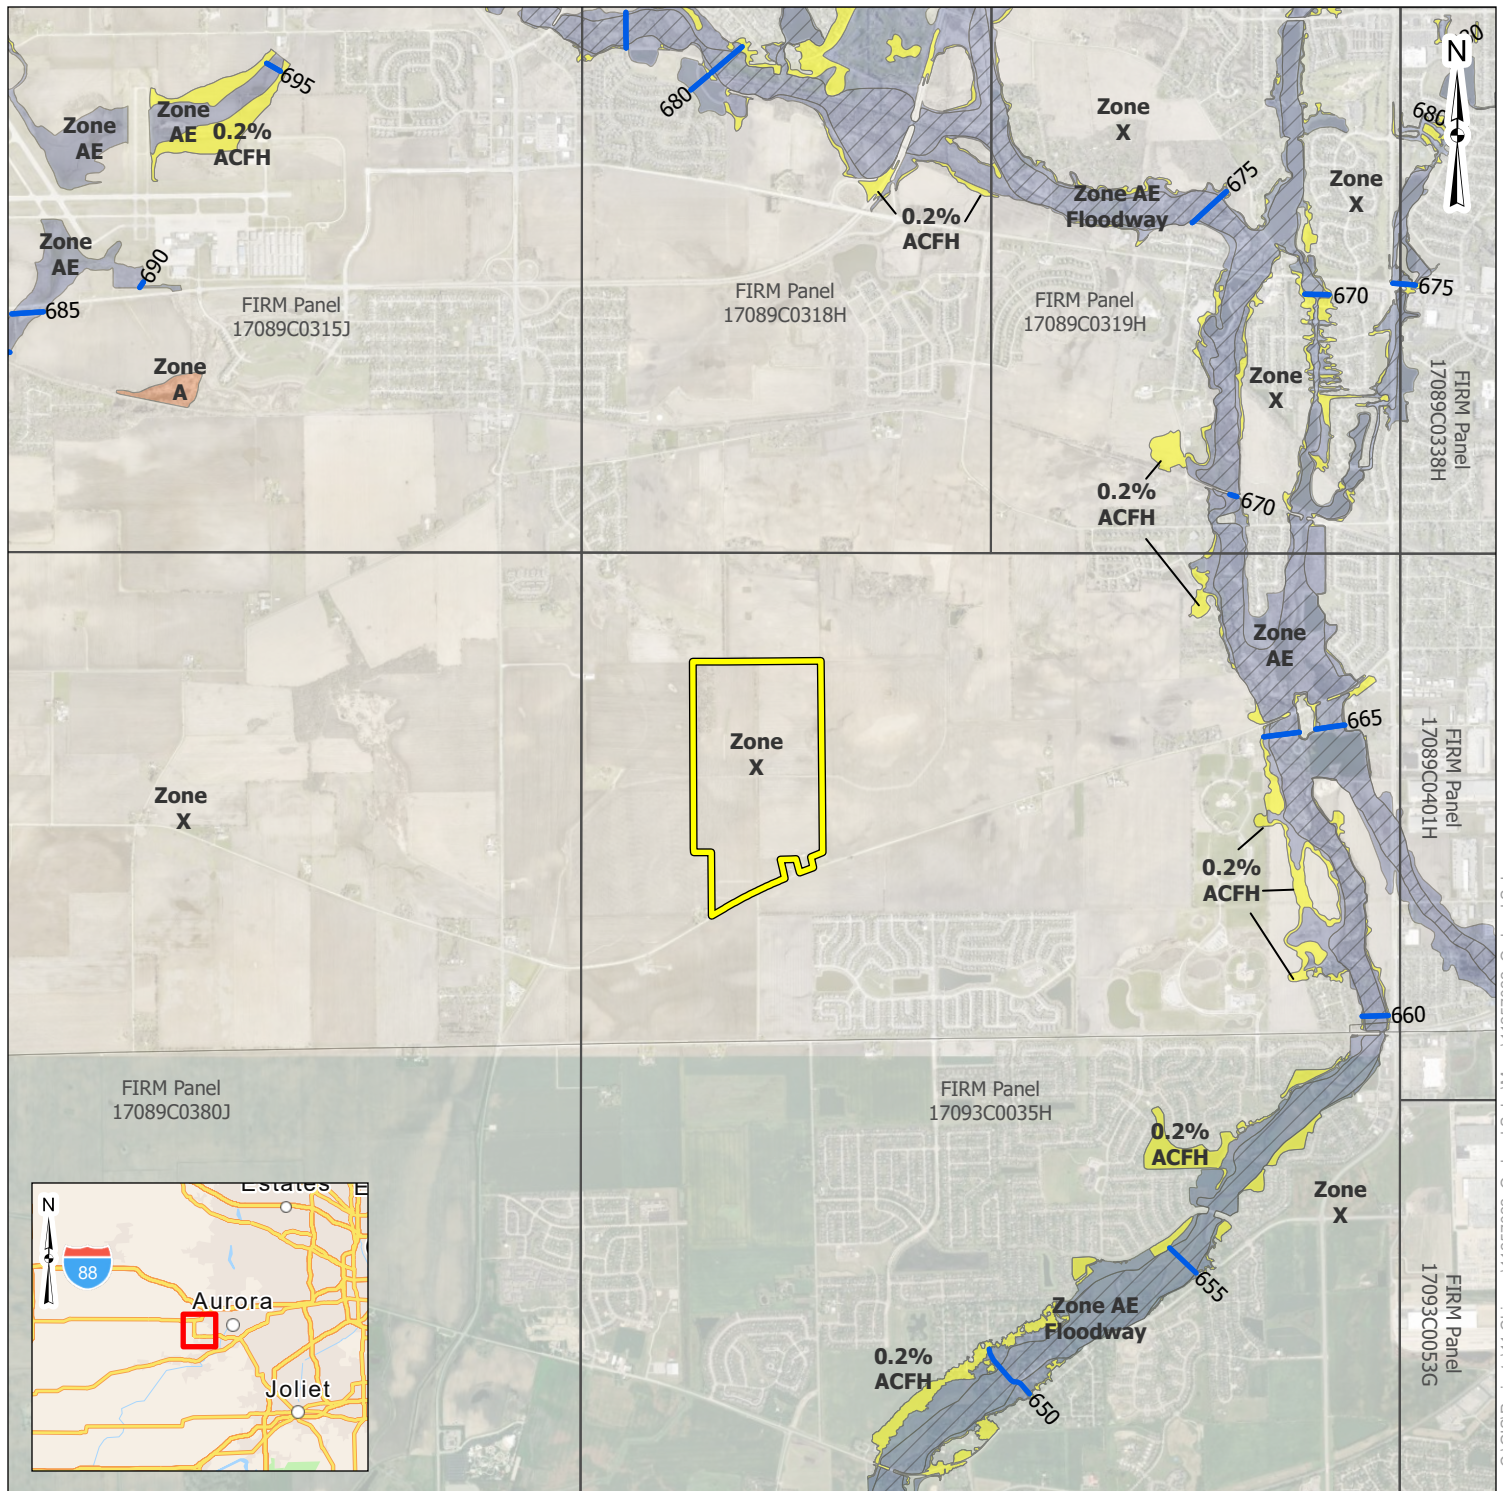 695
Zone
AE
Zone
AE
0.2%
ACFH
Zone
AE
690
685
FIRM Panel
17089C0315J
Zone
A
680
0.2%
ACFH
FIRM Panel
17089C0318H
Zone
X
Zone AE
Floodway
675
FIRM Panel
17089C0319H
Zone
X
N
680
670
675
Zone
X
FIRM Panel
17089C0338H
0.2%
ACFH
670
Zone
AE
665
Zone
X
Zone
X
FIRM Panel
17089C0401H
0.2%
ACFH
660
FIRM Panel
17089C0380J
FIRM Panel
17093C0035H
0.2%
ACFH
Zone
X
655
Zone AE
Floodway
0.2%
ACFH
650
FIRM Panel
17093C0053G
N
88
Estates
Aurora
Joliet